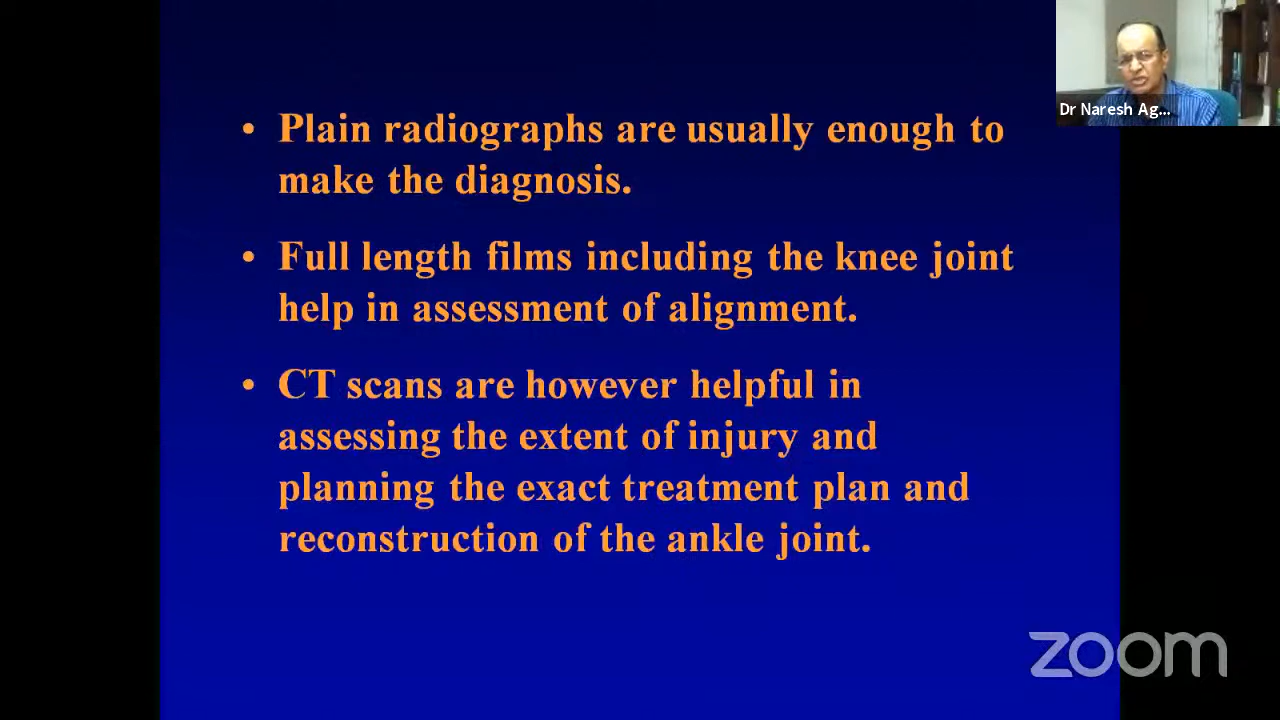 • Plain radiographs are usually enough to
make the diagnosis.
• Full length films including the knee joint
help in assessment of alignment.
• CT scans are however helpful in
assessing the extent of injury and
planning the exact treatment plan and
reconstruction of the ankle joint.
Dr Naresh Ag...
zoom